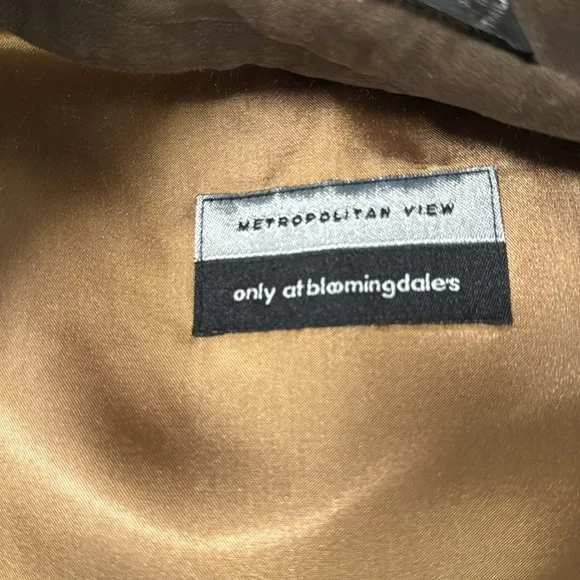 METROPOLITAN VIEW
only at bloomingdale's